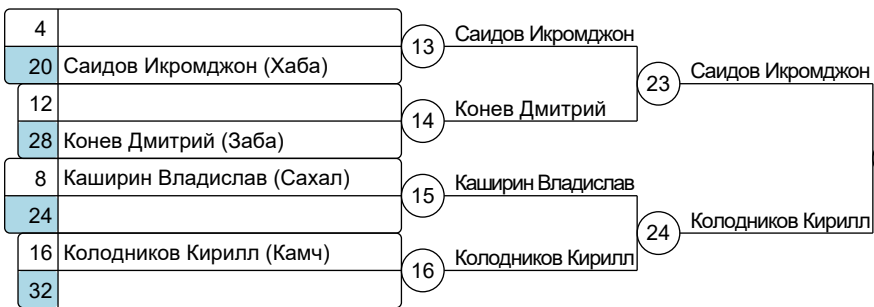 4
20 Саидов Икромджон (Хаба)
12
28 Конев Дмитрий (Заба)
8 Каширин Владислав (Сахал)
24
16 Колодников Кирилл (Камч)
32
13 Саидов Икромджон
14 Конев Дмитрий
15 Каширин Владислав
16 Колодников Кирилл
23 Саидов Икромджон
24 Колодников Кирилл